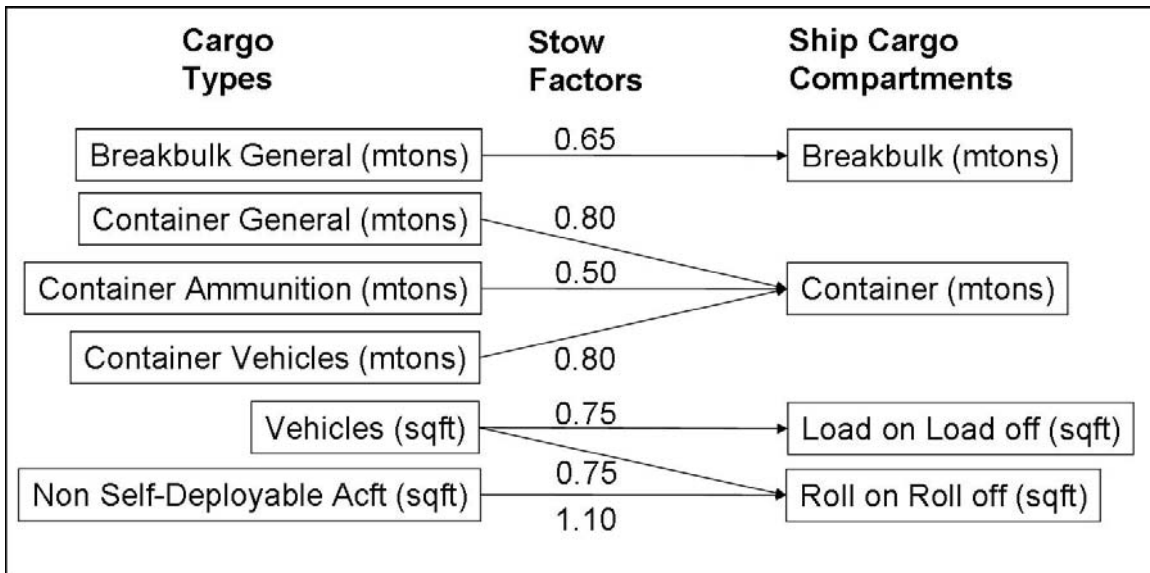 Cargo Types
Stow Factors
Ship Cargo Compartments
Breakbulk General (mtons)
0.65
Breakbulk (mtons)
Container General (mtons)
0.80
Container Ammunition (mtons)
0.50
Container (mtons)
Container Vehicles (mtons)
0.80
Vehicles (sqft)
0.75
Load on Load off (sqft)
0.75
Non Self-Deployable Acft (sqft)
Roll on Roll off (sqft)
1.10